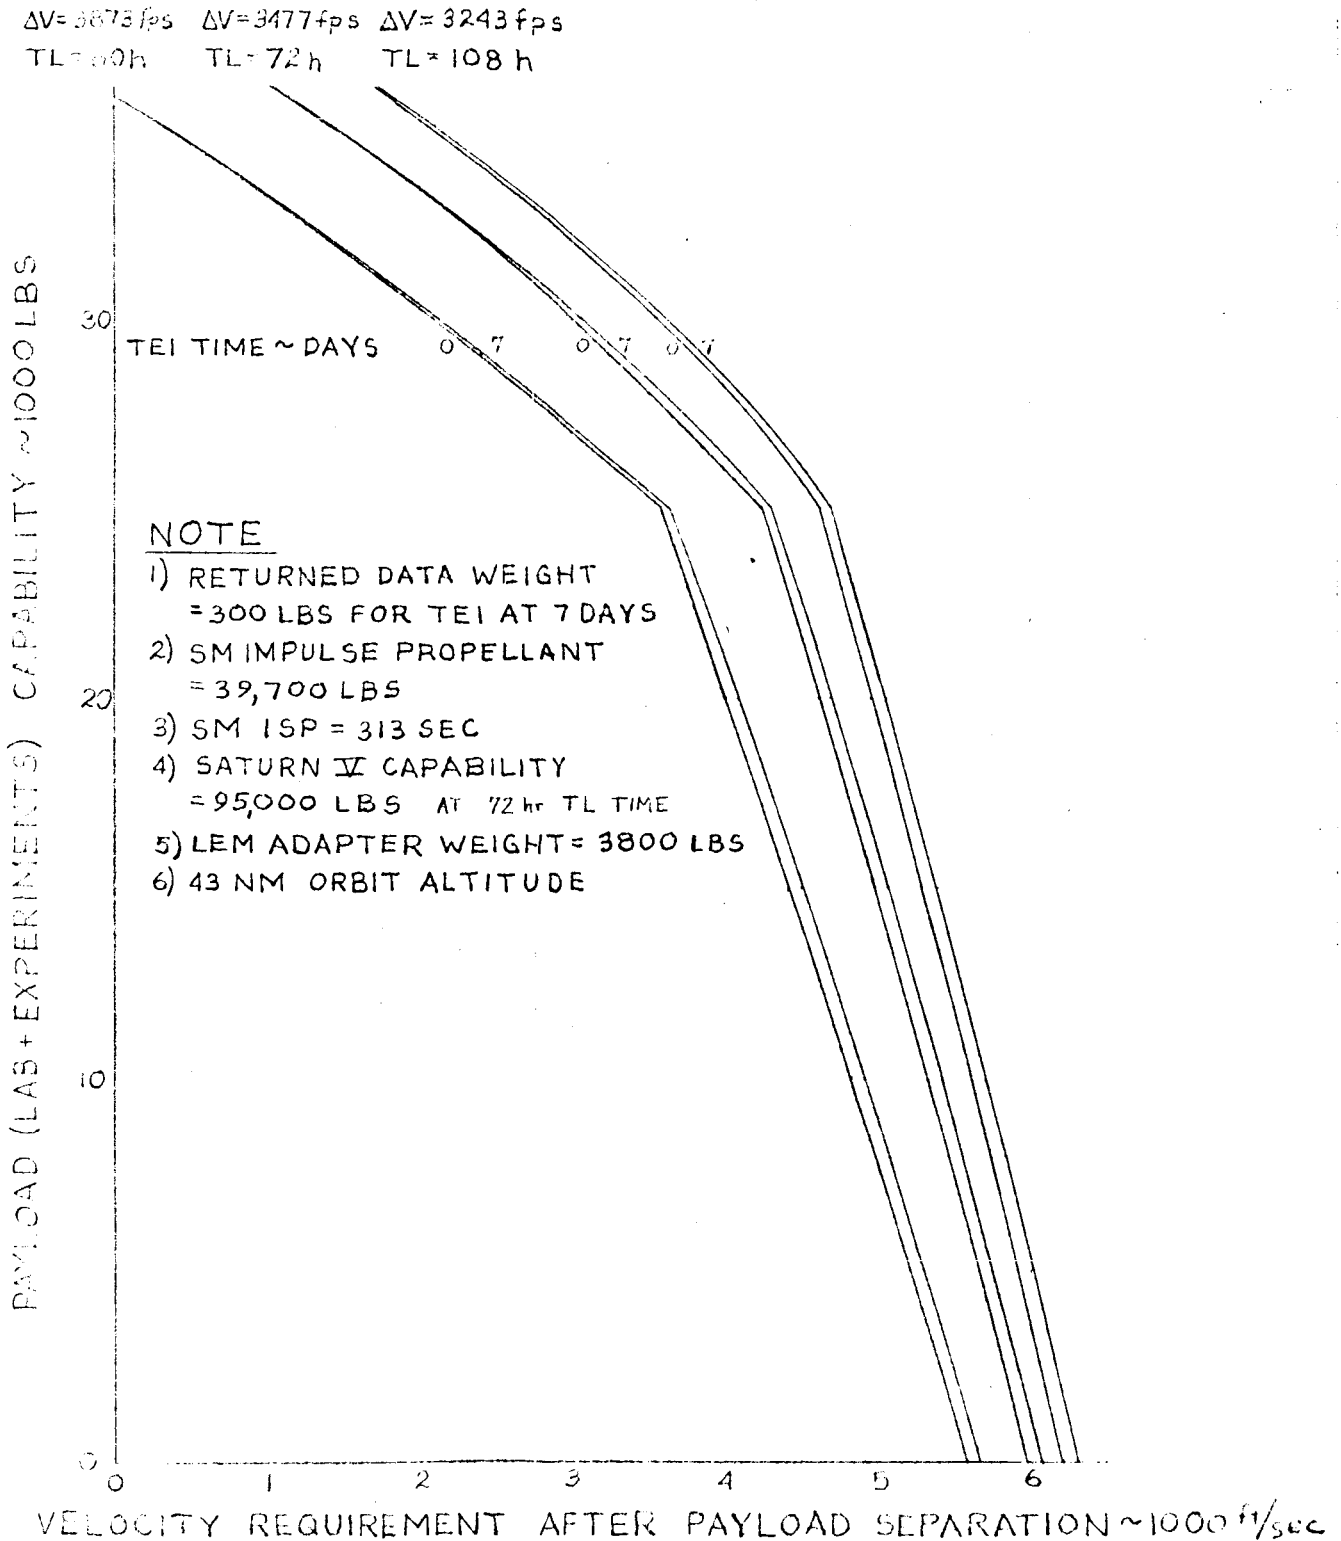 ΔV=3873fps ΔV=3477fps ΔV=3243fps
TL= h TL=72h TL=108 h
PAYLOAD (LAB+EXPERIMENTS) CAPABILITY ~1000 LBS
30
TEI TIME ~ DAYS 0 7 0 7 0 7
NOTE
1) RETURNED DATA WEIGHT
=300 LBS FOR TEI AT 7 DAYS
2) SM IMPULSE PROPELLANT
=39,700 LBS
20
3) SM ISP = 313 SEC
4) SATURN V CAPABILITY
=95,000 LBS AT 72 hr TL TIME
5) LEM ADAPTER WEIGHT= 3800 LBS
6) 43 NM ORBIT ALTITUDE
10
0
0 1 2 3 4 5 6
VELOCITY REQUIREMENT AFTER PAYLOAD SEPARATION ~1000 ft/sec